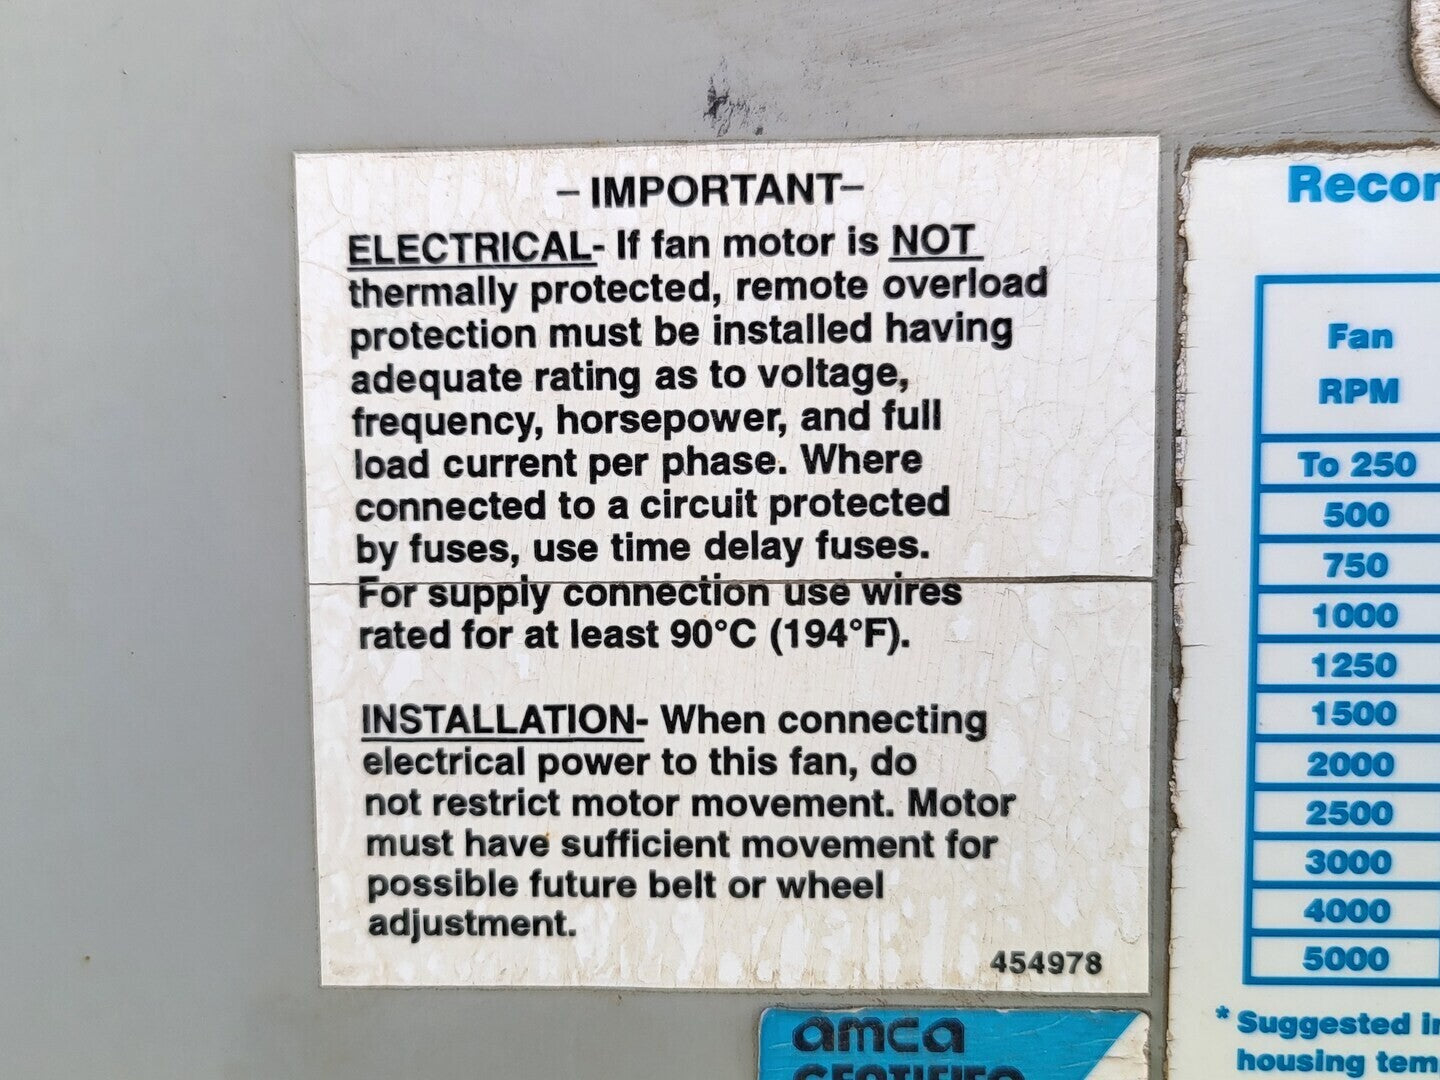 – IMPORTANT–
ELECTRICAL- If fan motor is NOT
thermally protected, remote overload
protection must be installed having
adequate rating as to voltage,
frequency, horsepower, and full
load current per phase. Where
connected to a circuit protected
by fuses, use time delay fuses.
For supply connection use wires
rated for at least 90°C (194°F).
INSTALLATION- When connecting
electrical power to this fan, do
not restrict motor movement. Motor
must have sufficient movement for
possible future belt or wheel
adjustment.
454978
amca
CERTIFIED
Fan
RPM
To 250
500
750
1000
1250
1500
2000
2500
3000
4000
5000
* Suggested
housing